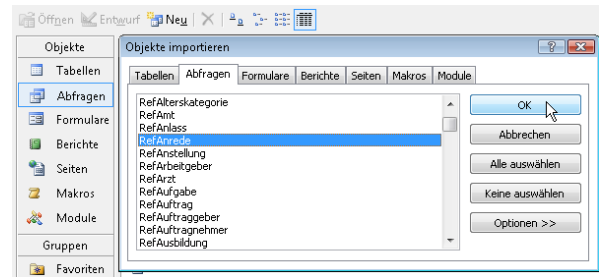 Öffnen Entwurf Neu
Objekte
Tabellen
Abfragen
Formulare
Berichte
Seiten
Makros
Module
Gruppen
Favoriten
Objekte importieren
Tabellen Abfragen Formulare Berichte Seiten Makros Module
RefAlterskategorie
RefAmt
RefAnlass
RefAnrede
RefAnstellung
RefArbeitgeber
RefArzt
RefAufgabe
RefAuftrag
RefAuftraggeber
RefAuftragnehmer
RefAusbildung
OK
Abbrechen
Alle auswählen
Keine auswählen
Optionen >>